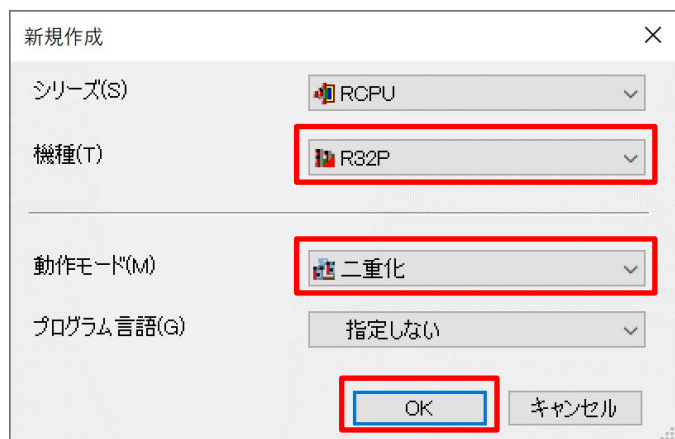 新規作成
シリーズ(S)
RCPU
機種(T)
R32P
動作モード(M)
二重化
プログラム言語(G)
指定しない
OK
キャンセル